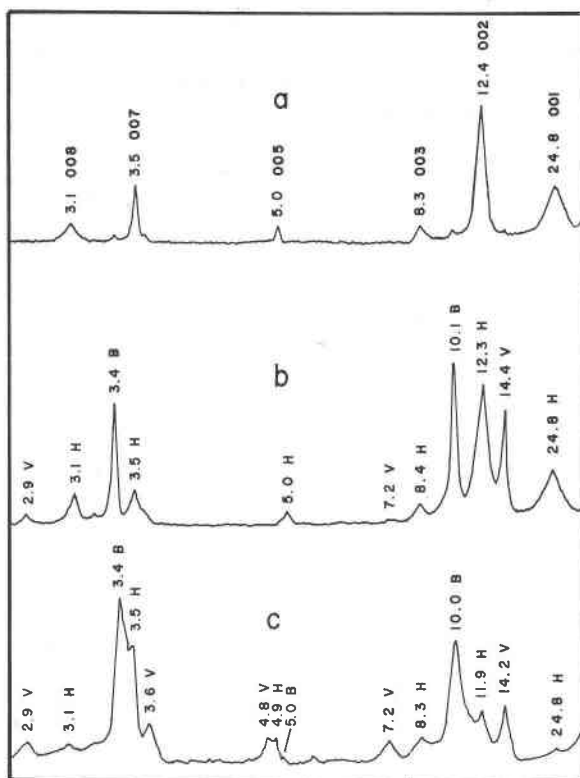 a
3.1 008
3.5 007
5.0 005
8.3 003
12.4 002
24.8 001
b
2.9 V
3.1 H
3.4 B
3.5 H
5.0 H
7.2 V
8.4 H
10.1 B
12.3 H
14.4 V
24.8 H
c
2.9 V
3.1 H
3.4 B
3.5 H
3.6 V
4.8 V
4.9 H
5.0 B
7.2 V
8.3 H
10.0 B
11.9 H
14.2 V
24.8 H